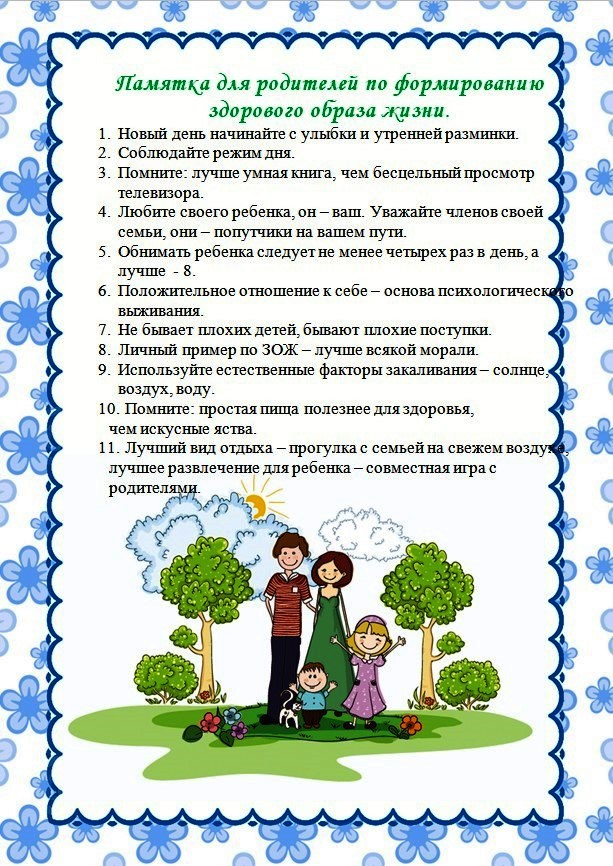 Памятка для родителей по формированию
здорового образа жизни.
1. Новый день начинайте с улыбки и утренней разминки.
2. Соблюдайте режим дня.
3. Помните: лучше умная книга, чем бесцельный просмотр
телевизора.
4. Любите своего ребенка, он – ваш. Уважайте членов своей
семьи, они – попутчики на вашем пути.
5. Обнимать ребенка следует не менее четырех раз в день, а
лучше - 8.
6. Положительное отношение к себе – основа психологического
выживания.
7. Не бывает плохих детей, бывают плохие поступки.
8. Личный пример по ЗОЖ – лучше всякой морали.
9. Используйте естественные факторы закаливания – солнце,
воздух, воду.
10. Помните: простая пища полезнее для здоровья,
чем искусные яства.
11. Лучший вид отдыха – прогулка с семьей на свежем воздухе,
лучшее развлечение для ребенка – совместная игра с
родителями.